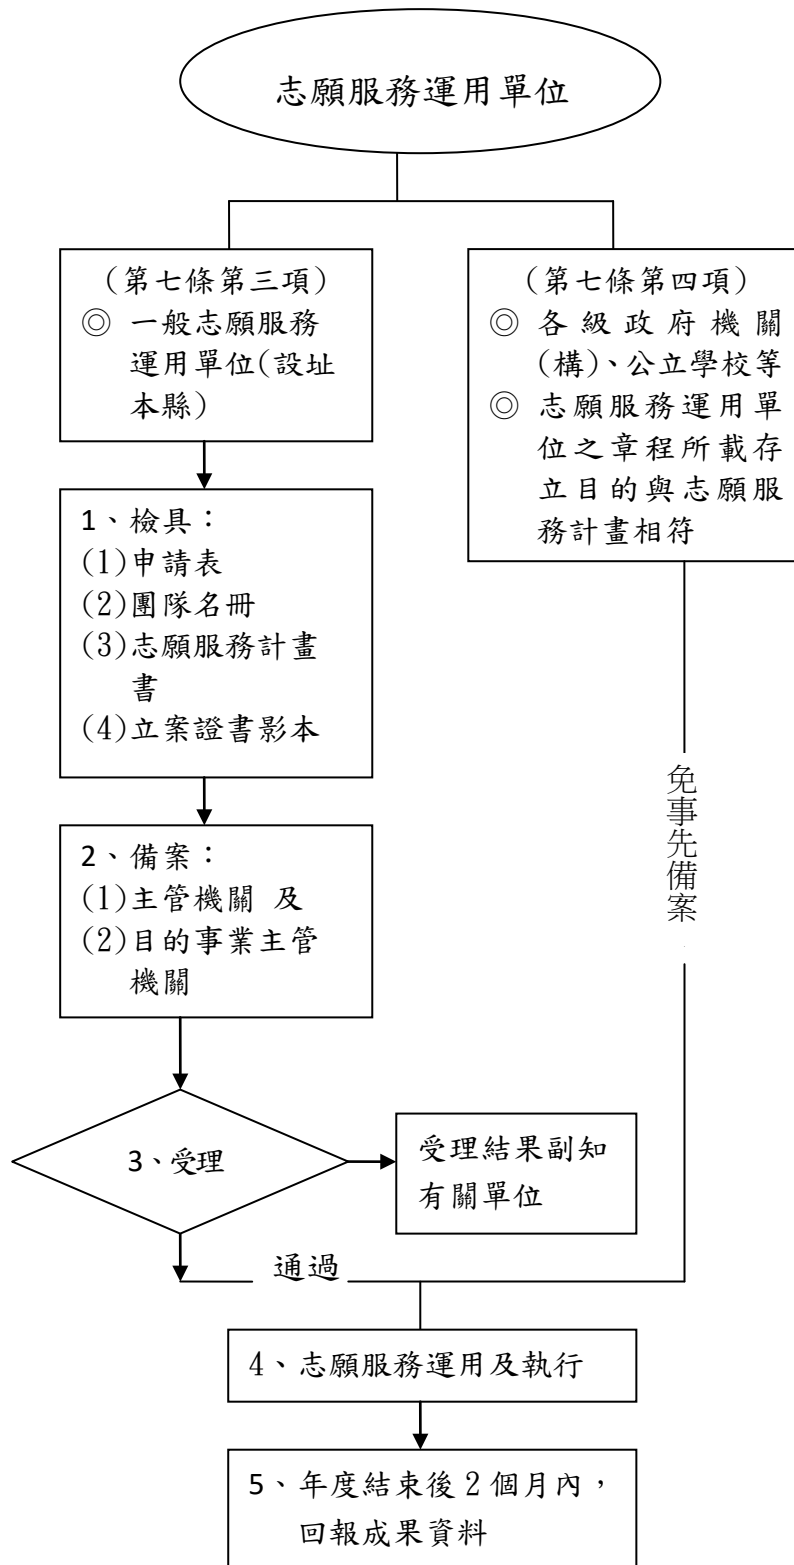 志願服務運用單位
(第七條第三項)
◎ 一般志願服務
運用單位(設址
本縣)
(第七條第四項)
◎ 各級政府機關
(構)、公立學校等
◎ 志願服務運用單
位之章程所載存
立目的與志願服
務計畫相符
1、檢具：
(1)申請表
(2)團隊名冊
(3)志願服務計畫
書
(4)立案證書影本
免事先備案
2、備案：
(1)主管機關 及
(2)目的事業主管
機關
3、受理
受理結果副知
有關單位
通過
4、志願服務運用及執行
5、年度結束後 2 個月內，
回報成果資料